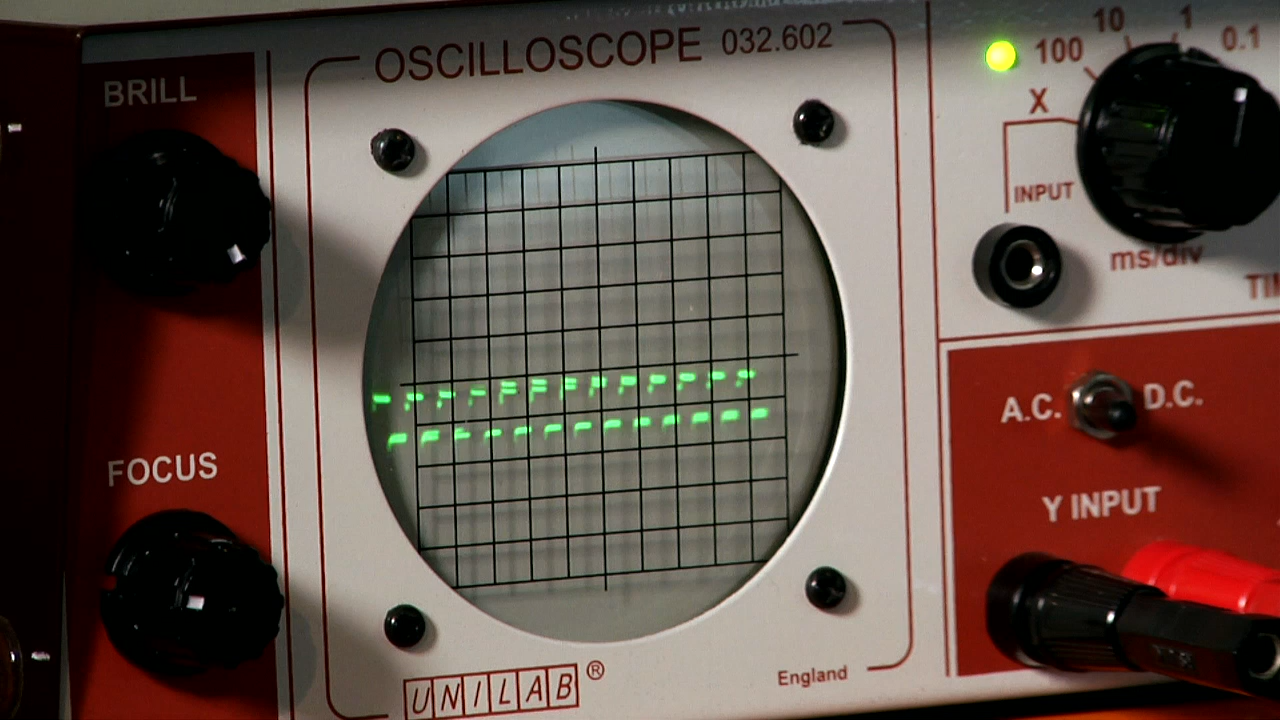 OSCILLOSCOPE 032.602
BRILL
FOCUS
UNILAB®
England
100 10 1 0.1
X
INPUT
ms/div
A.C. D.C.
Y INPUT